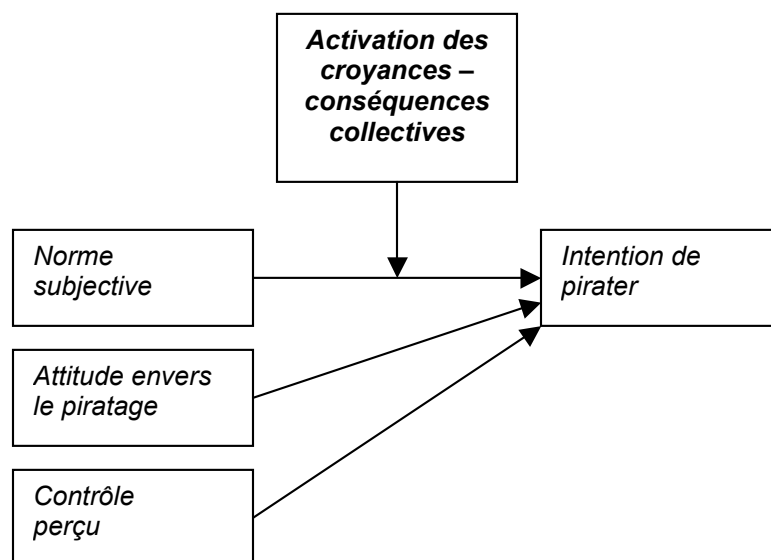 Activation des
croyances –
conséquences
collectives
Norme
subjective
Intention de
pirater
Attitude envers
le piratage
Contrôle
perçu